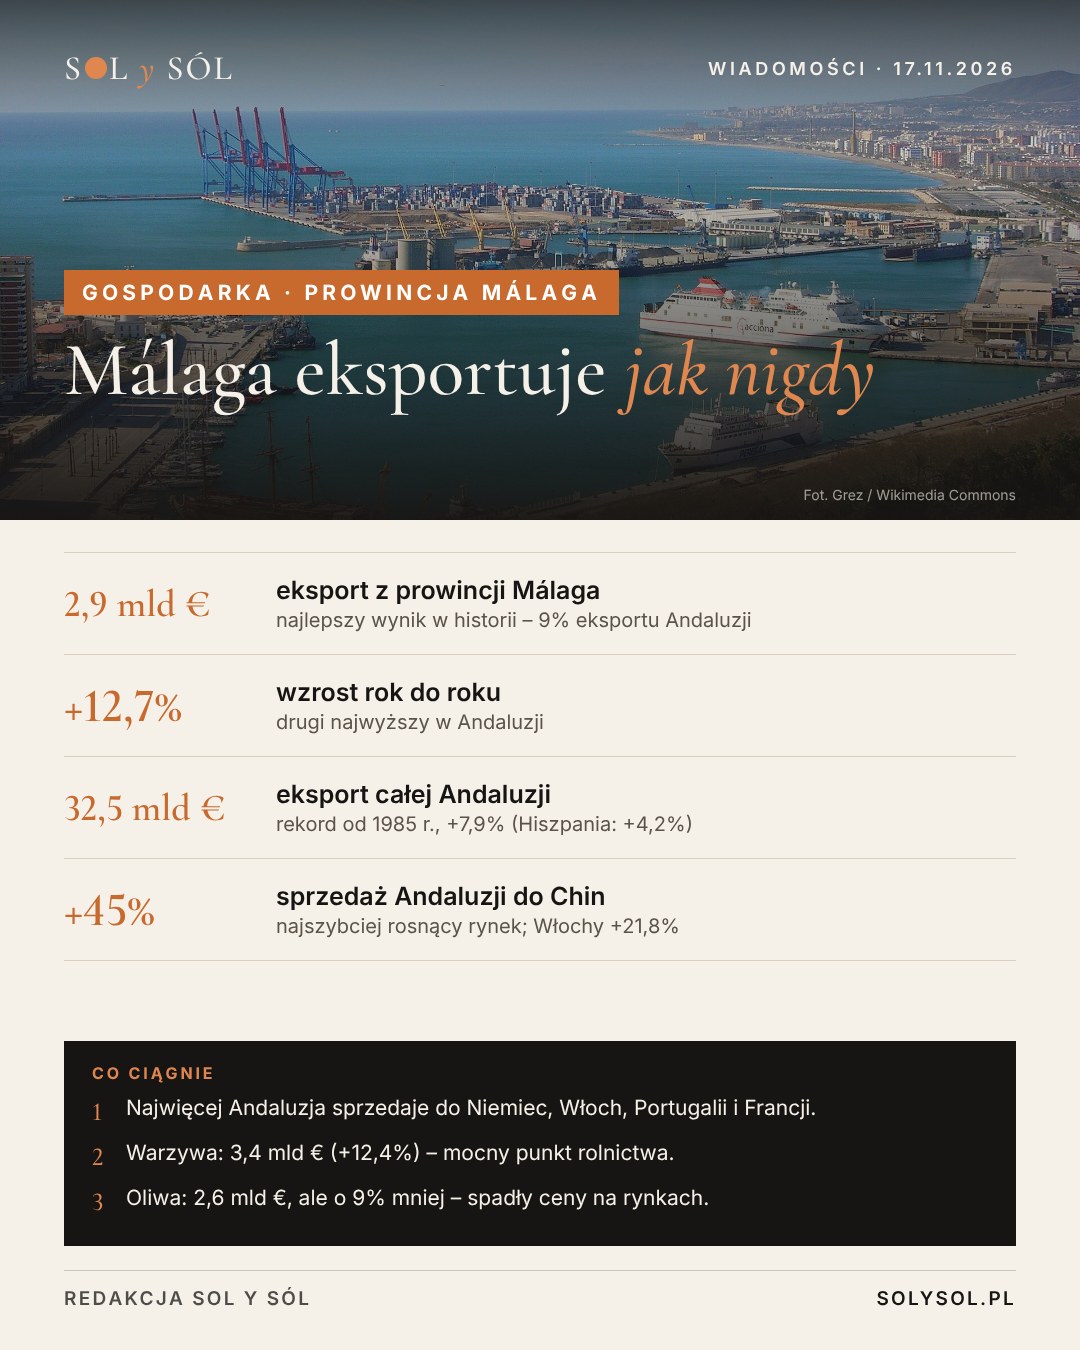 SOL y SÓL
WIADOMOŚCI · 17.11.2026
acciona
GOSPODARKA · PROWINCJA MÁLAGA
Málaga eksportuje jak nigdy
Fot. Grez / Wikimedia Commons
2,9 mld €
eksport z prowincji Málaga
najlepszy wynik w historii – 9% eksportu Andaluzji
+12,7%
wzrost rok do roku
drugi najwyższy w Andaluzji
32,5 mld €
eksport całej Andaluzji
rekord od 1985 r., +7,9% (Hiszpania: +4,2%)
+45%
sprzedaż Andaluzji do Chin
najszybciej rosnący rynek; Włochy +21,8%
CO CIĄGNIE
1 Najwięcej Andaluzja sprzedaje do Niemiec, Włoch, Portugalii i Francji.
2 Warzywa: 3,4 mld € (+12,4%) – mocny punkt rolnictwa.
3 Oliwa: 2,6 mld €, ale o 9% mniej – spadły ceny na rynkach.
REDAKCJA SOL Y SÓL
SOLYSOL.PL